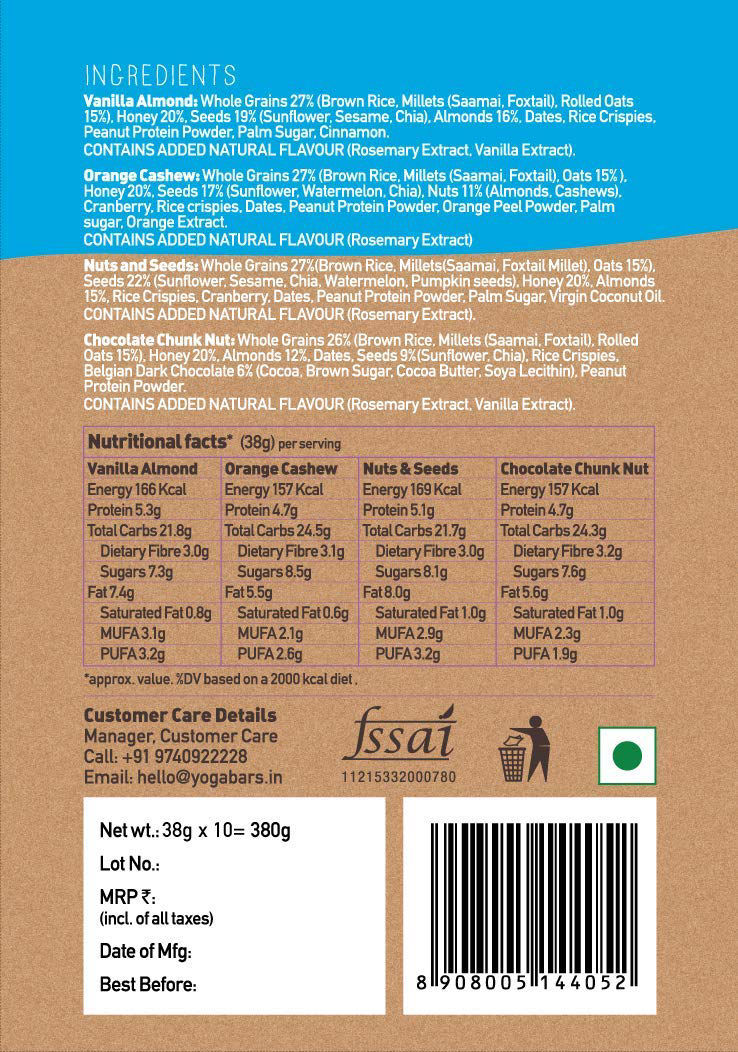 INGREDIENTS
Vanilla Almond: Whole Grains 27% (Brown Rice, Millets (Saamai, Foxtail), Rolled Oats
15%), Honey 20%, Seeds 19% (Sunflower, Sesame, Chia), Almonds 16%, Dates, Rice Crispies,
Peanut Protein Powder, Palm Sugar, Cinnamon.
CONTAINS ADDED NATURAL FLAVOUR (Rosemary Extract, Vanilla Extract).
Orange Cashew: Whole Grains 27% (Brown Rice, Millets (Saamai, Foxtail), Oats 15% ),
Honey 20%, Seeds 17% (Sunflower, Watermelon, Chia), Nuts 11% (Almonds, Cashews),
Cranberry, Rice crispies, Dates, Peanut Protein Powder, Orange Peel Powder, Palm
sugar, Orange Extract.
CONTAINS ADDED NATURAL FLAVOUR (Rosemary Extract)
Nuts and Seeds: Whole Grains 27%(Brown Rice, Millets(Saamai, Foxtail Millet), Oats 15%),
Seeds 22% (Sunflower, Sesame, Chia, Watermelon, Pumpkin seeds), Honey 20%, Almonds
15%, Rice Crispies, Cranberry, Dates, Peanut Protein Powder, Palm Sugar, Virgin Coconut Oil.
CONTAINS ADDED NATURAL FLAVOUR (Rosemary Extract).
Chocolate Chunk Nut: Whole Grains 26% (Brown Rice, Millets (Saamai, Foxtail), Rolled
Oats 15%), Honey 20%, Almonds 12%, Dates, Seeds 9%(Sunflower, Chia), Rice Crispies,
Belgian Dark Chocolate 6% (Cocoa, Brown Sugar, Cocoa Butter, Soya Lecithin), Peanut
Protein Powder.
CONTAINS ADDED NATURAL FLAVOUR (Rosemary Extract, Vanilla Extract).
Nutritional facts* (38g) per serving
Vanilla Almond Orange Cashew Nuts & Seeds Chocolate Chunk Nut
Energy 166 Kcal Energy 157 Kcal Energy 169 Kcal Energy 157 Kcal
Protein 5.3g Protein 4.7g Protein 5.1g Protein 4.7g
Total Carbs 21.8g Total Carbs 24.5g Total Carbs 21.7g Total Carbs 24.3g
Dietary Fibre 3.0g Dietary Fibre 3.1g Dietary Fibre 3.0g Dietary Fibre 3.2g
Sugars 7.3g Sugars 8.5g Sugars 8.1g Sugars 7.6g
Fat 7.4g Fat 5.5g Fat 8.0g Fat 5.6g
Saturated Fat 0.8g Saturated Fat 0.6g Saturated Fat 1.0g Saturated Fat 1.0g
MUFA 3.1g MUFA 2.1g MUFA 2.9g MUFA 2.3g
PUFA 3.2g PUFA 2.6g PUFA 3.2g PUFA 1.9g
*approx. value. %DV based on a 2000 kcal diet .
Customer Care Details
Manager, Customer Care
Call: +91 9740922228
Email: hello@yogabars.in
fssai
11215332000780
Net wt.: 38g x 10= 380g
Lot No.:
MRP ₹:
(incl. of all taxes)
Date of Mfg:
Best Before:
8 908005 144052